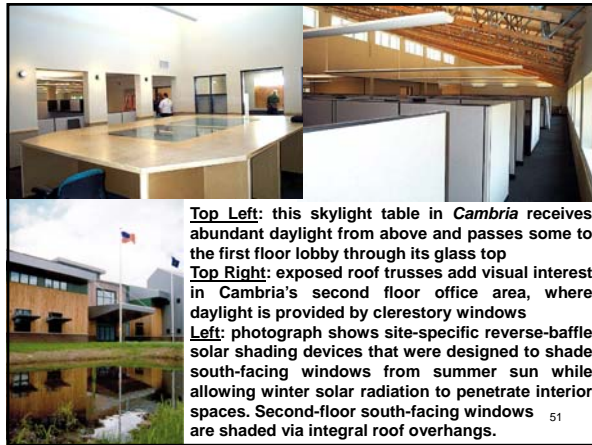 Top Left: this skylight table in Cambria receives
abundant daylight from above and passes some to
the first floor lobby through its glass top
Top Right: exposed roof trusses add visual interest
in Cambria's second floor office area, where
daylight is provided by clerestory windows
Left: photograph shows site-specific reverse-baffle
solar shading devices that were designed to shade
south-facing windows from summer sun while
allowing winter solar radiation to penetrate interior
spaces. Second-floor south-facing windows
are shaded via integral roof overhangs.
51